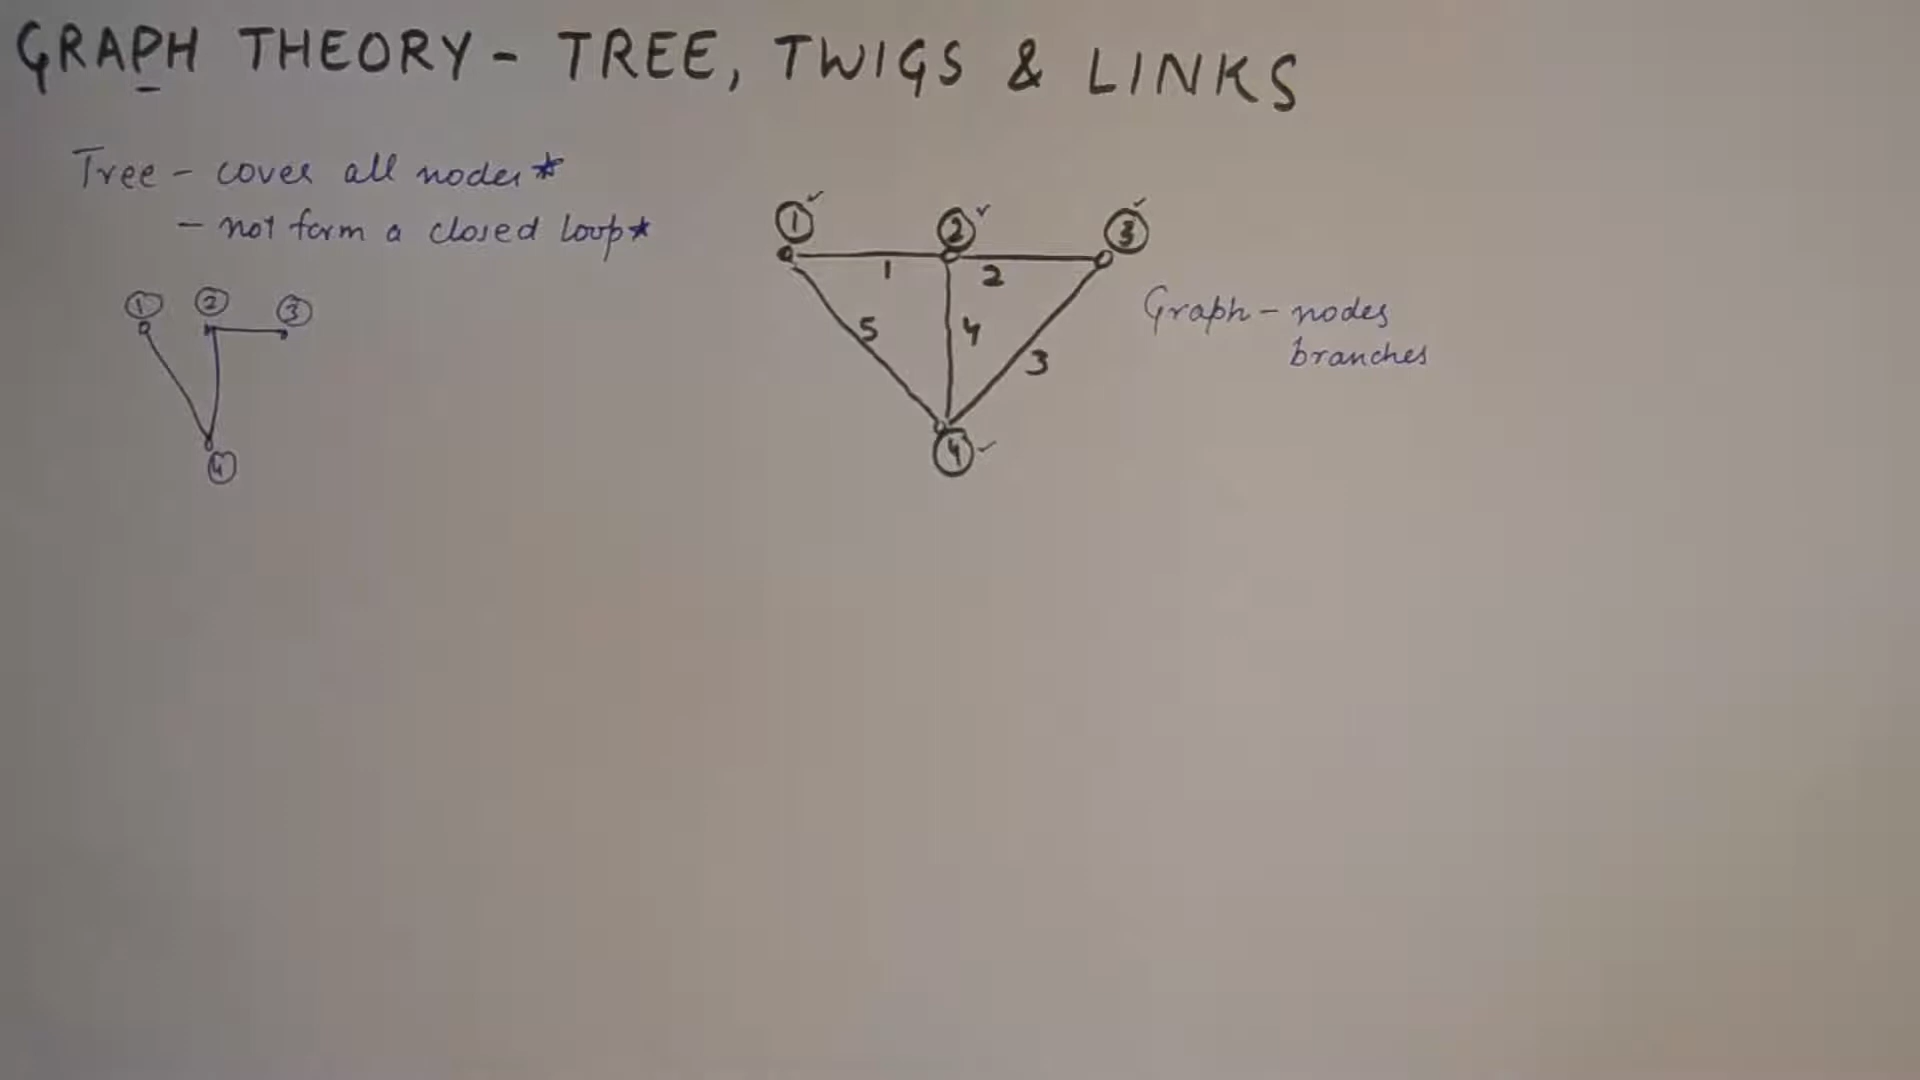 GRAPH THEORY - TREE, TWIGS & LINKS
Tree - cover all nodes *
- not form a closed loop *
1 2 3
4
1 2 3
1 2
5 4 3
4
Graph - nodes
branches